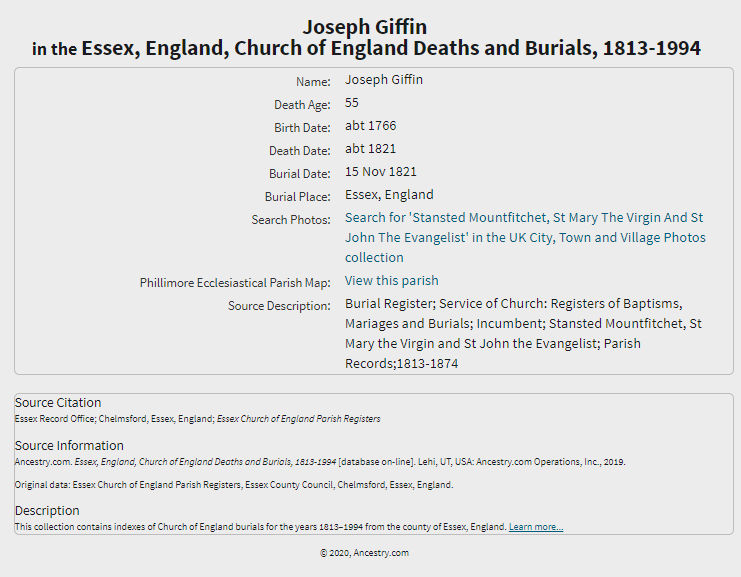 Joseph Giffin
in the Essex, England, Church of England Deaths and Burials, 1813-1994
Name: Joseph Giffin
Death Age: 55
Birth Date: abt 1766
Death Date: abt 1821
Burial Date: 15 Nov 1821
Burial Place: Essex, England
Search Photos: Search for 'Stansted Mountfitchet, St Mary The Virgin And St
John The Evangelist' in the UK City, Town and Village Photos
collection
Phillimore Ecclesiastical Parish Map: View this parish
Source Description: Burial Register; Service of Church: Registers of Baptisms,
Mariages and Burials; Incumbent; Stansted Mountfitchet, St
Mary the Virgin and St John the Evangelist; Parish
Records;1813-1874
Source Citation
Essex Record Office; Chelmsford, Essex, England; Essex Church of England Parish Registers
Source Information
Ancestry.com. Essex, England, Church of England Deaths and Burials, 1813-1994 [database on-line]. Lehi, UT, USA: Ancestry.com Operations, Inc., 2019.
Original data: Essex Church of England Parish Registers, Essex County Council, Chelmsford, Essex, England.
Description
This collection contains indexes of Church of England burials for the years 1813–1994 from the county of Essex, England. Learn more...
© 2020, Ancestry.com